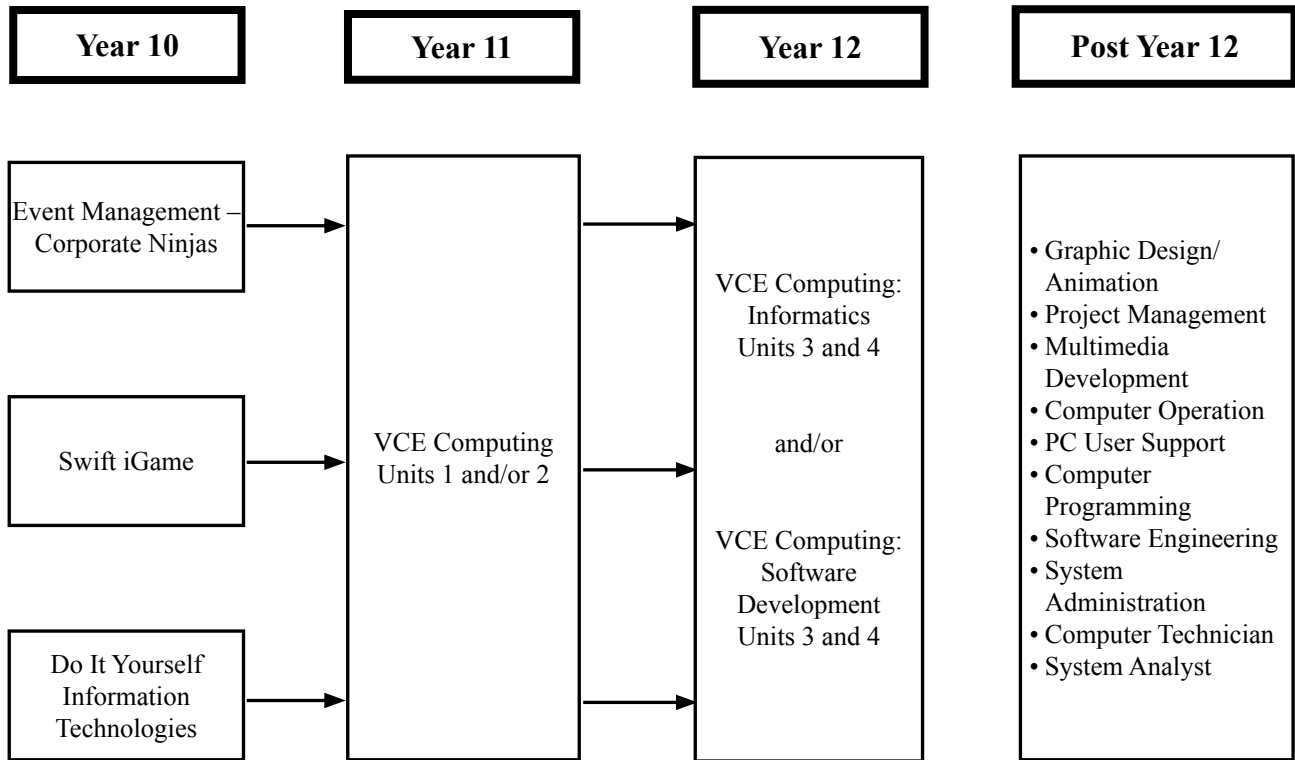 Year 10
Year 11
Year 12
Post Year 12
Event Management –
Corporate Ninjas
Swift iGame
Do It Yourself
Information
Technologies
VCE Computing
Units 1 and/or 2
VCE Computing:
Informatics
Units 3 and 4
and/or
VCE Computing:
Software
Development
Units 3 and 4
• Graphic Design/
Animation
• Project Management
• Multimedia
Development
• Computer Operation
• PC User Support
• Computer
Programming
• Software Engineering
• System
Administration
• Computer Technician
• System Analyst